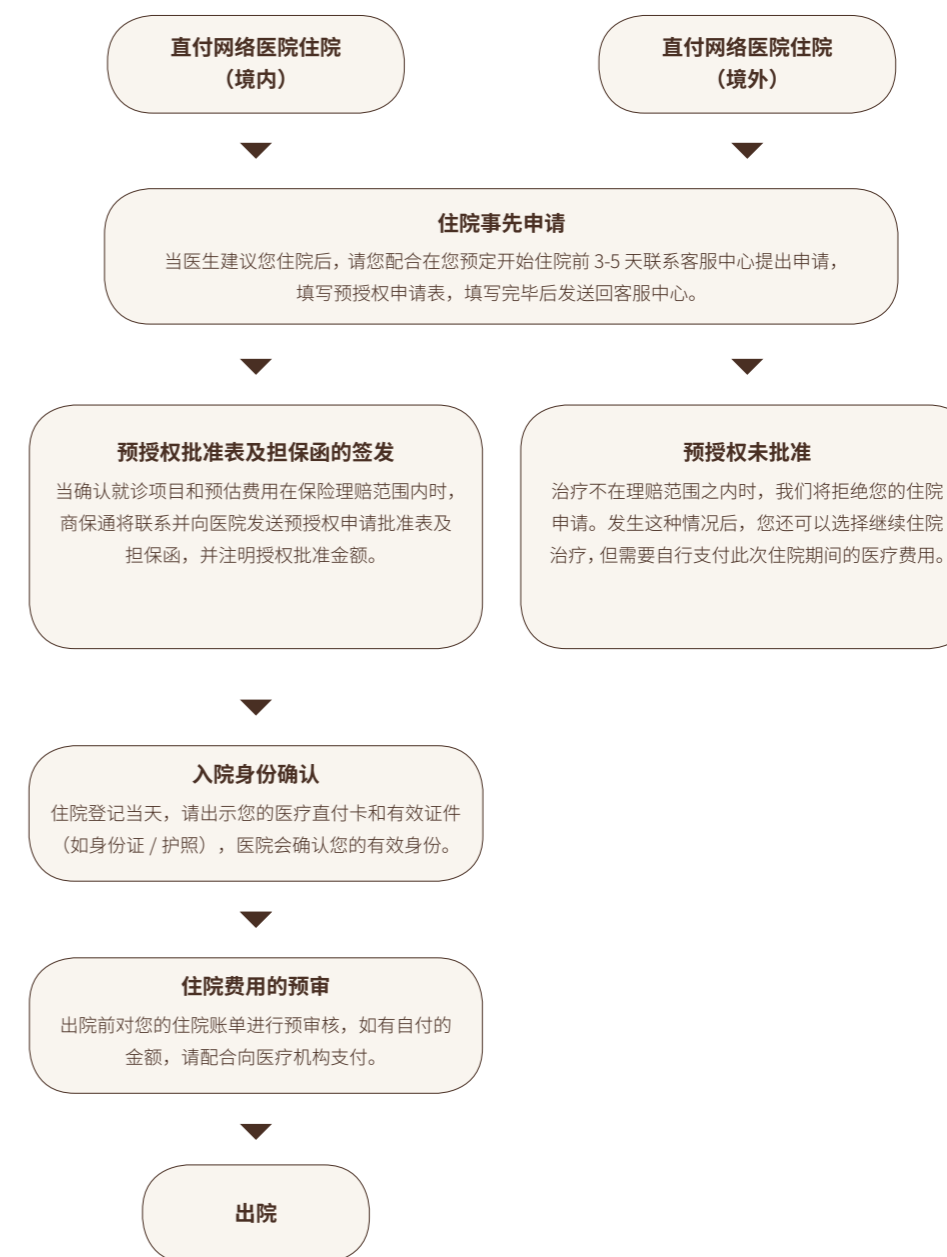 直付网络医院住院
（境内）
直付网络医院住院
（境外）
住院事先申请
当医生建议您住院后，请您配合在您预定开始住院前 3-5 天联系客服中心提出申请，
填写预授权申请表，填写完毕后发送回客服中心。
预授权批准表及担保函的签发
当确认就诊项目和预估费用在保险理赔范围内时，
商保通将联系并向医院发送预授权申请批准表及
担保函，并注明授权批准金额。
预授权未批准
治疗不在理赔范围之内时，我们将拒绝您的住院
申请。发生这种情况后，您还可以选择继续住院
治疗，但需要自行支付此次住院期间的医疗费用。
入院身份确认
住院登记当天，请出示您的医疗直付卡和有效证件
（如身份证 / 护照），医院会确认您的有效身份。
住院费用的预审
出院前对您的住院账单进行预审核，如有自付的
金额，请配合向医疗机构支付。
出院